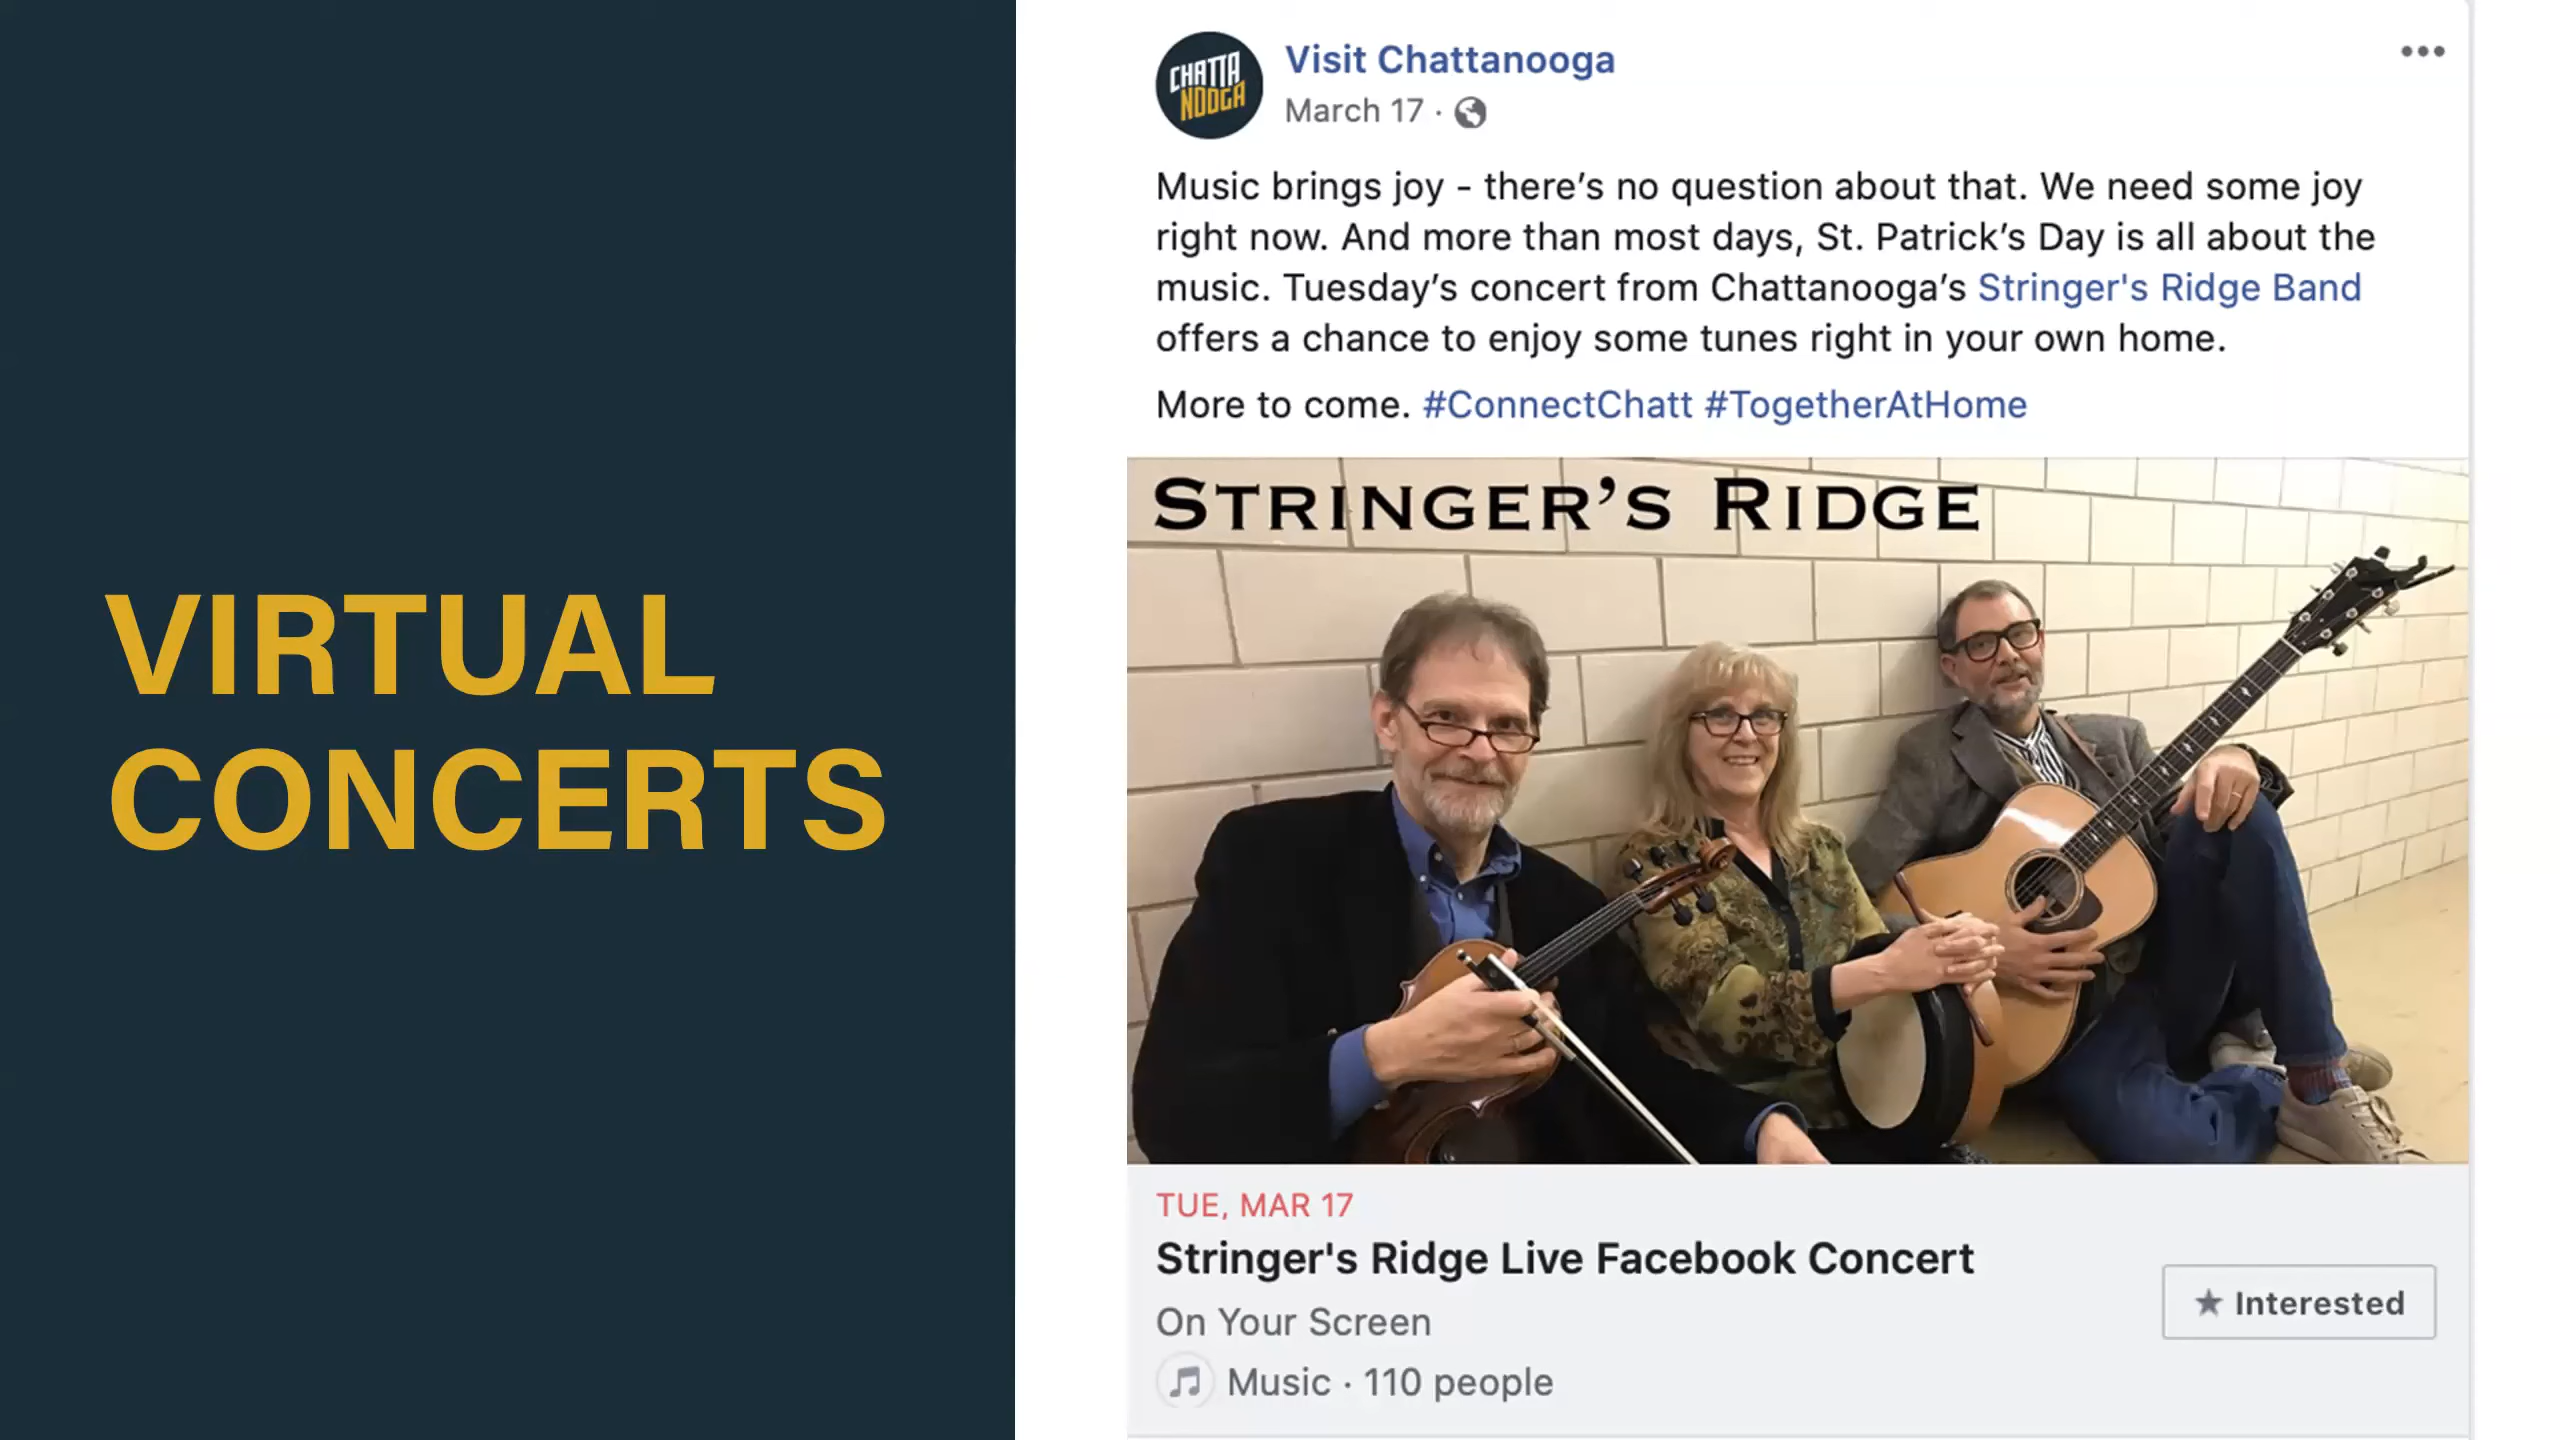 VIRTUAL
CONCERTS
CHATTA
NOOGA
Visit Chattanooga
March 17 ·
Music brings joy - there’s no question about that. We need some joy
right now. And more than most days, St. Patrick’s Day is all about the
music. Tuesday’s concert from Chattanooga’s Stringer's Ridge Band
offers a chance to enjoy some tunes right in your own home.
More to come. #ConnectChatt #TogetherAtHome
STRINGER’S RIDGE
TUE, MAR 17
Stringer's Ridge Live Facebook Concert
On Your Screen
Interested
Music · 110 people